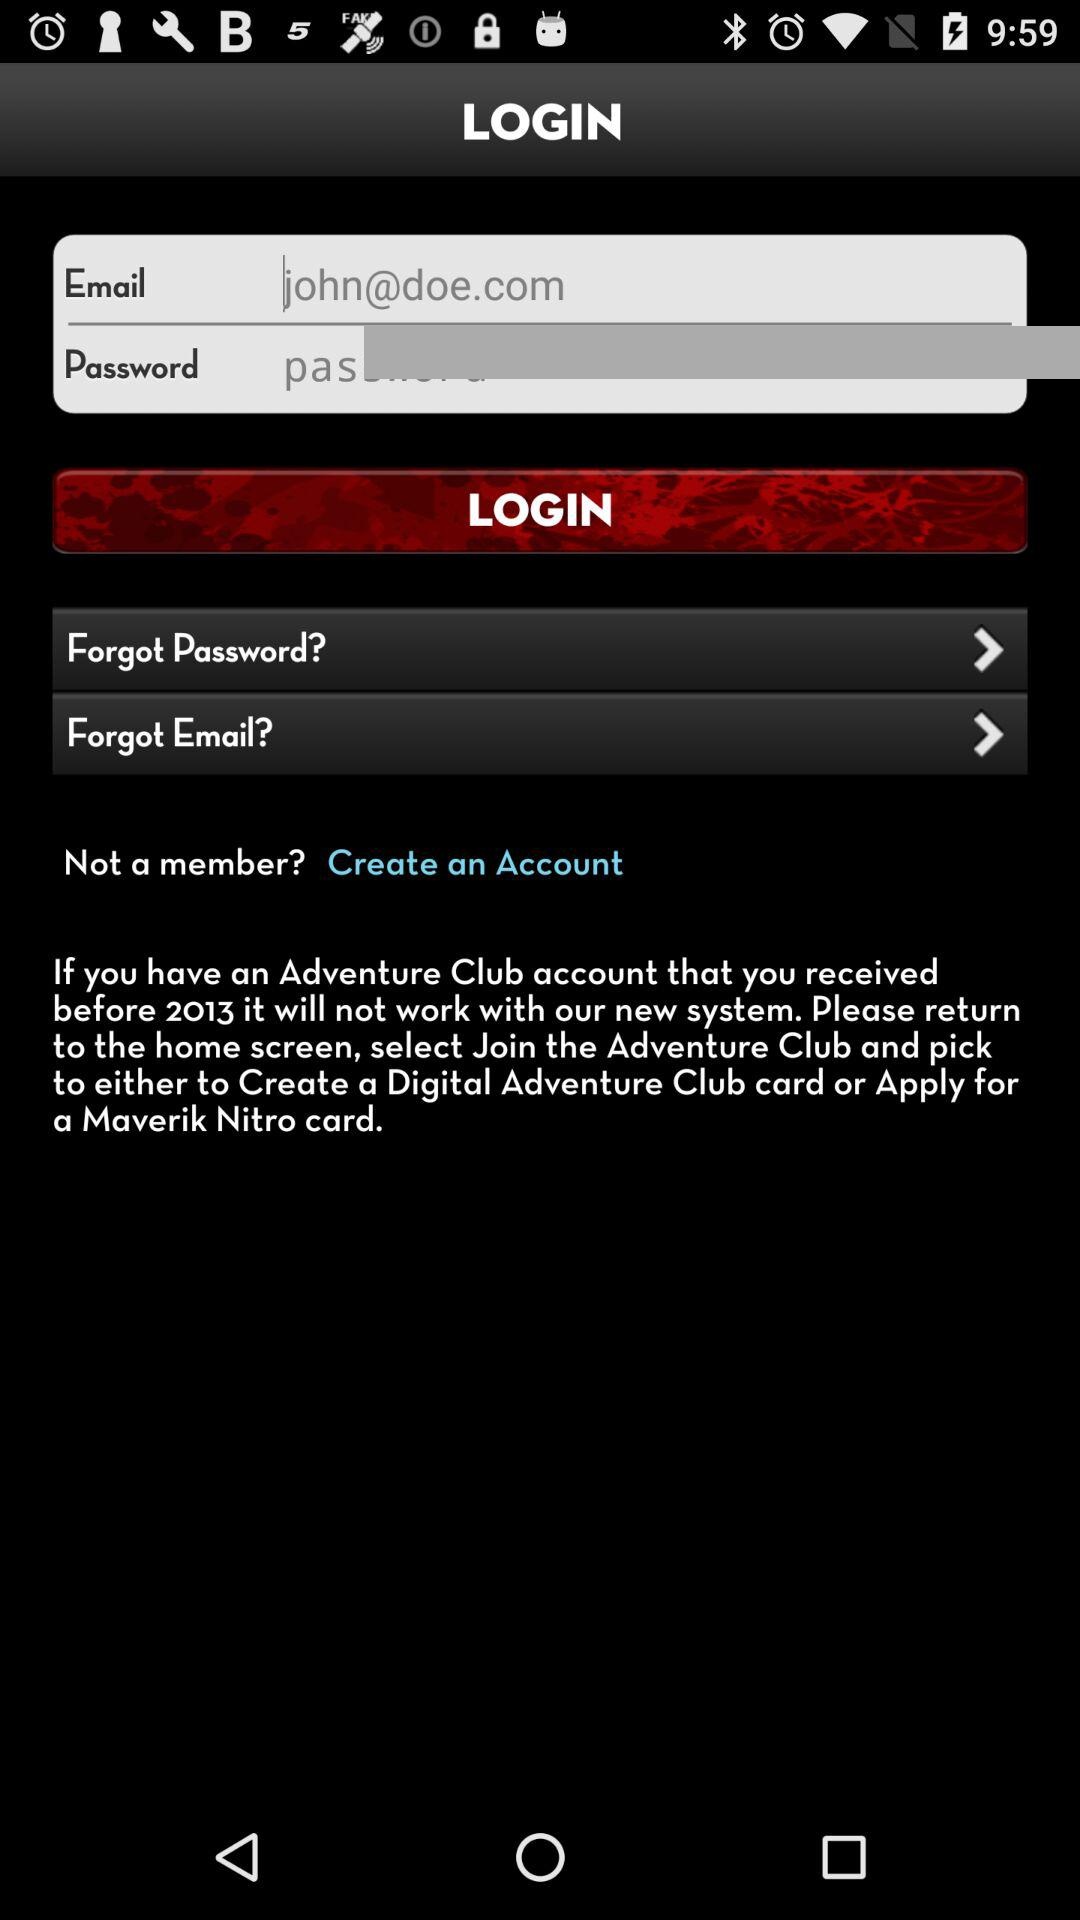 FAKE 9:59
LOGIN
Email john@doe.com
Password
LOGIN
Forgot Password?
Forgot Email?
Not a member? Create an Account
If you have an Adventure Club account that you received
before 2013 it will not work with our new system. Please return
to the home screen, select Join the Adventure Club and pick
to either to Create a Digital Adventure Club card or Apply for
a Maverik Nitro card.